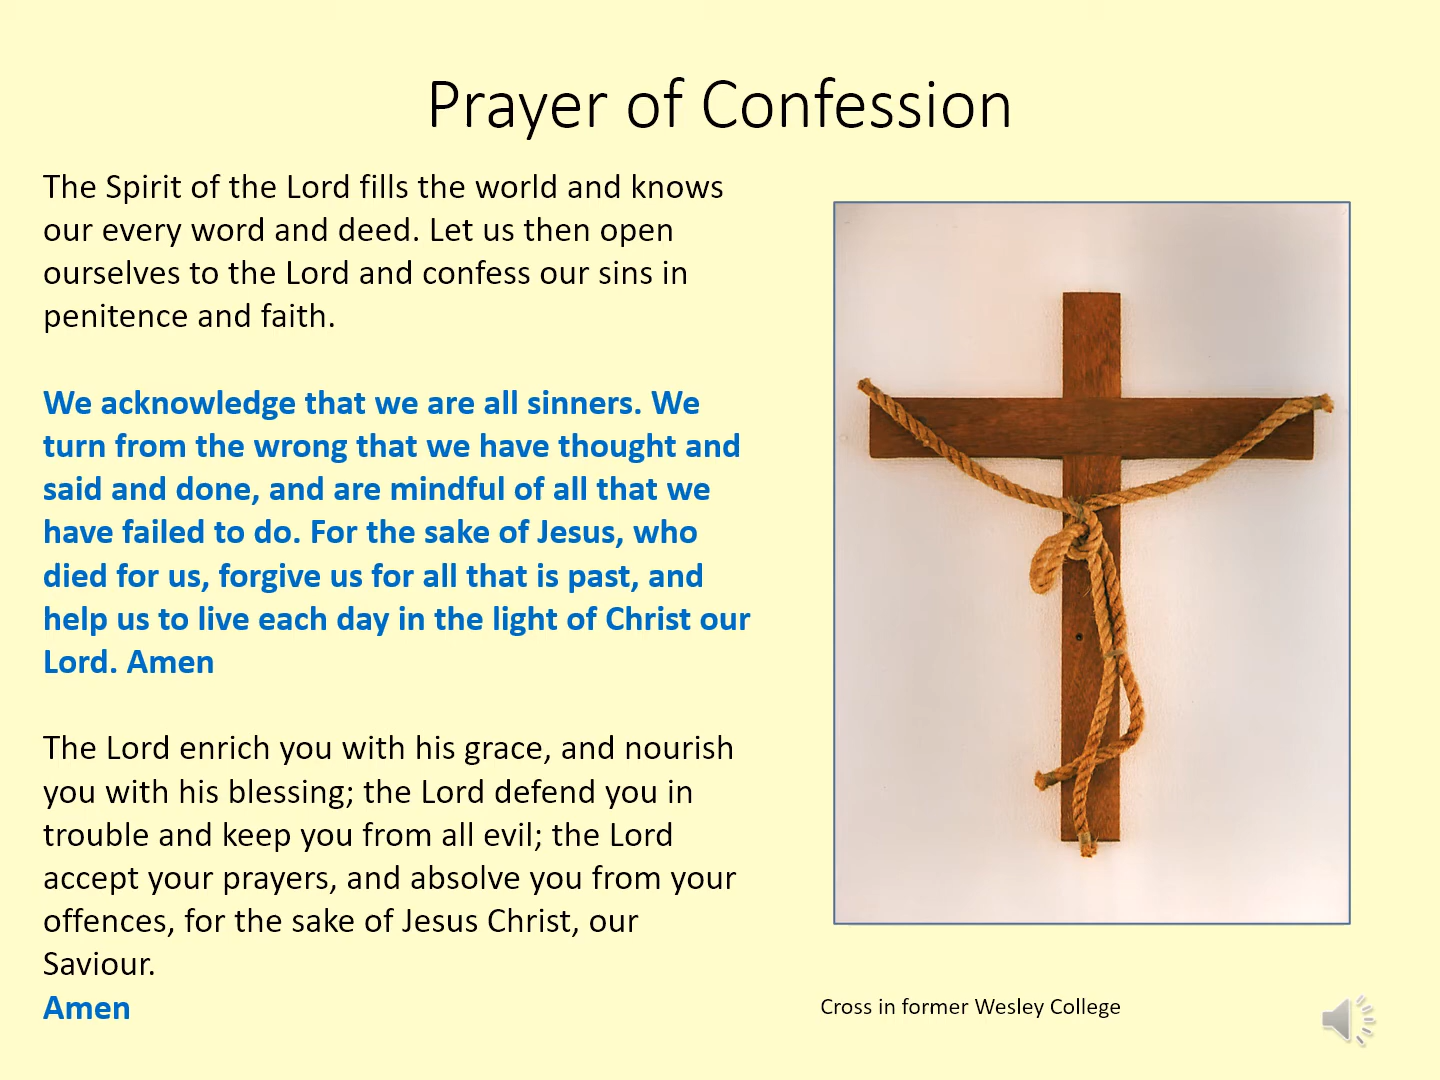 Prayer of Confession
The Spirit of the Lord fills the world and knows
our every word and deed. Let us then open
ourselves to the Lord and confess our sins in
penitence and faith.
We acknowledge that we are all sinners. We
turn from the wrong that we have thought and
said and done, and are mindful of all that we
have failed to do. For the sake of Jesus, who
died for us, forgive us for all that is past, and
help us to live each day in the light of Christ our
Lord. Amen
The Lord enrich you with his grace, and nourish
you with his blessing; the Lord defend you in
trouble and keep you from all evil; the Lord
accept your prayers, and absolve you from your
offences, for the sake of Jesus Christ, our
Saviour.
Amen
Cross in former Wesley College